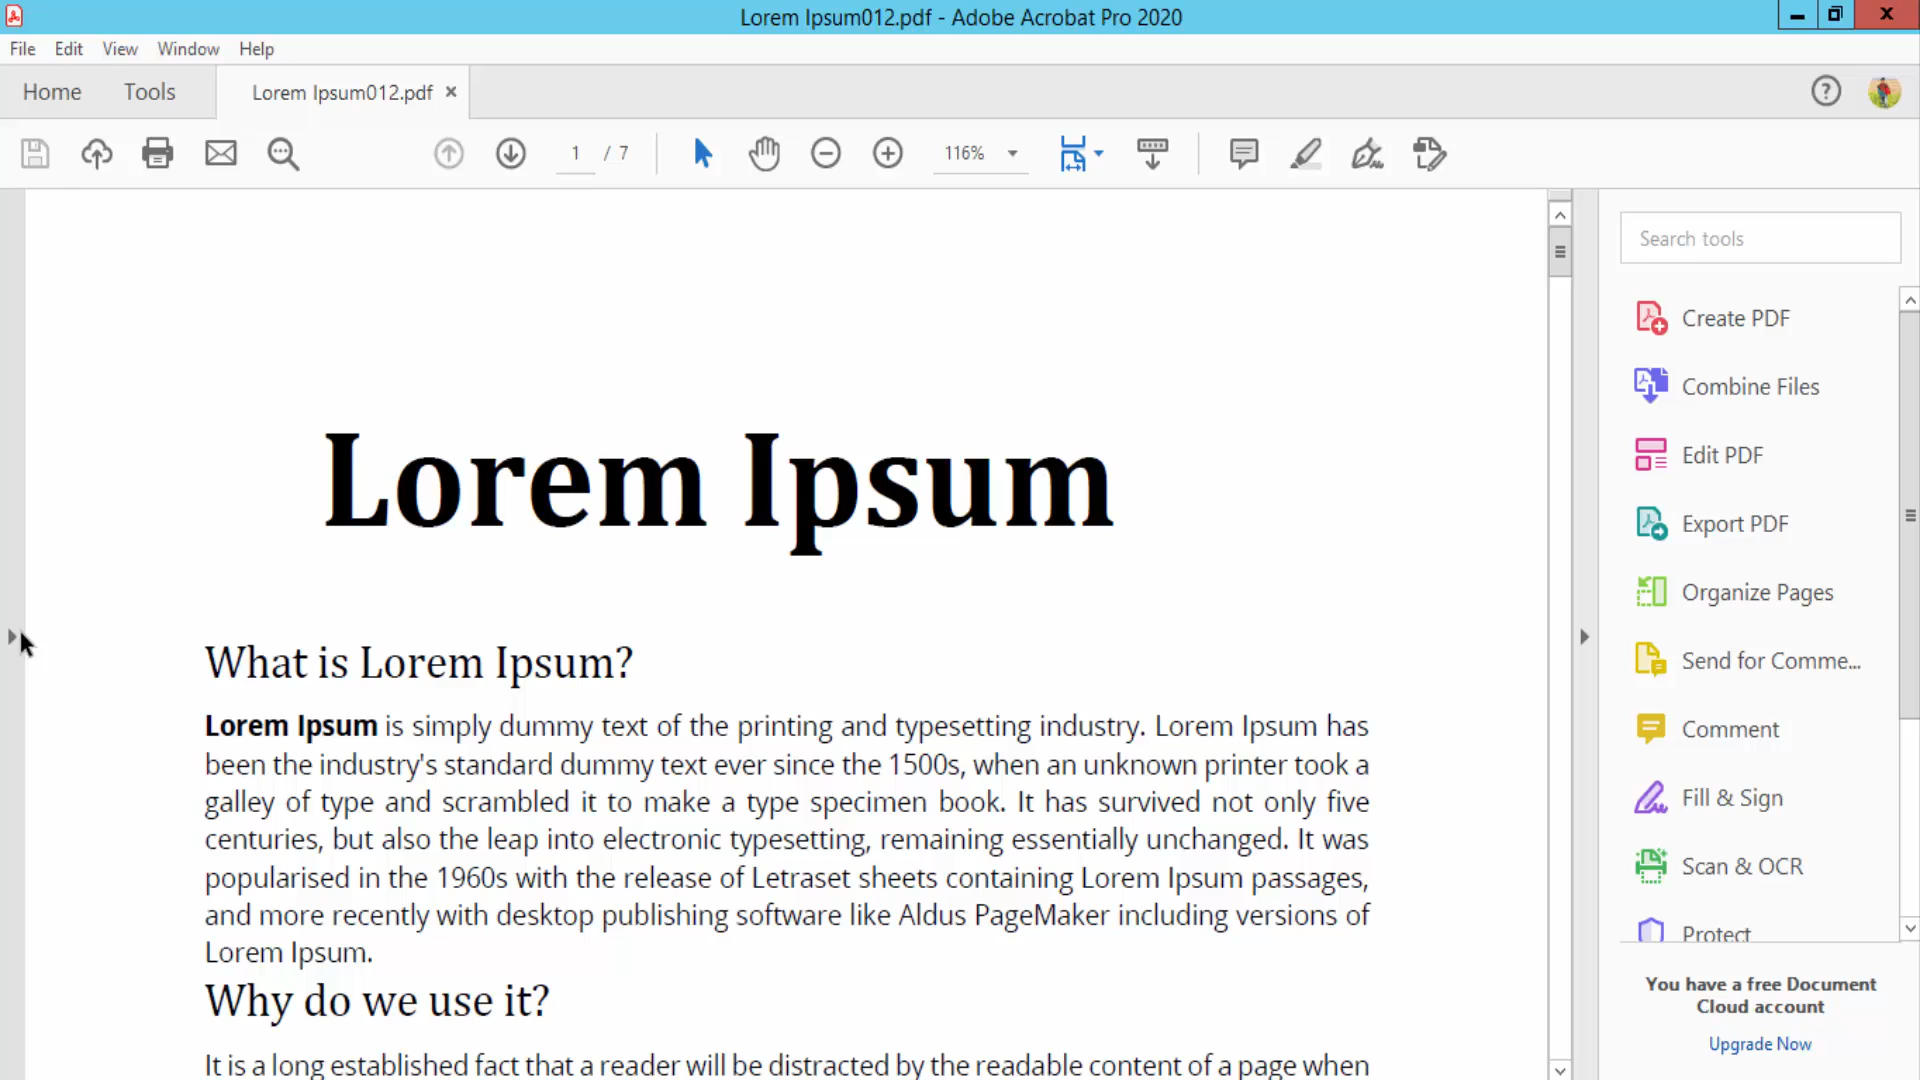 Lorem Ipsum012.pdf - Adobe Acrobat Pro 2020
File Edit View Window Help
Home Tools Lorem Ipsum012.pdf ×
1 / 7 116%
Search tools
Create PDF
Combine Files
Edit PDF
Export PDF
Organize Pages
Send for Comme...
Comment
Fill & Sign
Scan & OCR
Protect
You have a free Document
Cloud account
Upgrade Now
Lorem Ipsum
What is Lorem Ipsum?
Lorem Ipsum is simply dummy text of the printing and typesetting industry. Lorem Ipsum has
been the industry's standard dummy text ever since the 1500s, when an unknown printer took a
galley of type and scrambled it to make a type specimen book. It has survived not only five
centuries, but also the leap into electronic typesetting, remaining essentially unchanged. It was
popularised in the 1960s with the release of Letraset sheets containing Lorem Ipsum passages,
and more recently with desktop publishing software like Aldus PageMaker including versions of
Lorem Ipsum.
Why do we use it?
It is a long established fact that a reader will be distracted by the readable content of a page when